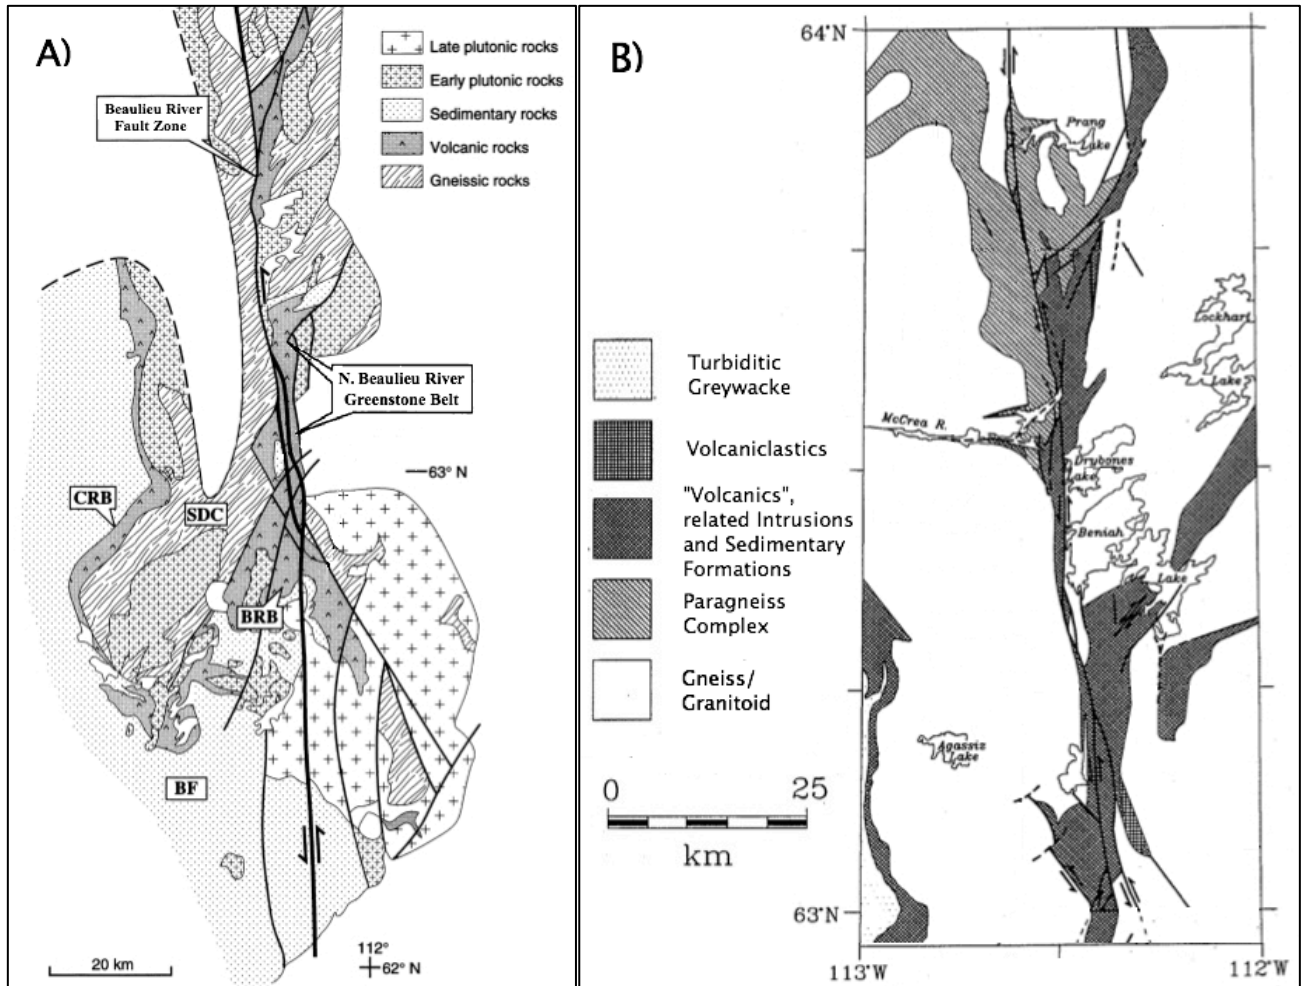 A)
Beaulieu River
Fault Zone
Late plutonic rocks
Early plutonic rocks
Sedimentary rocks
Volcanic rocks
Gneissic rocks
N. Beaulieu River
Greenstone Belt
63° N
CRB
SDC
BRB
BF
20 km
112°
62° N
B)
64°N
Prang
Lake
Lockhart
Lake
McCrea R.
Drybones
Lake
Beniah
Lake
Agassiz
Lake
Turbiditic
Greywacke
Volcaniclastics
"Volcanics",
related Intrusions
and Sedimentary
Formations
Paragneiss
Complex
Gneiss/
Granitoid
0 25
km
63°N
113°W 112°W